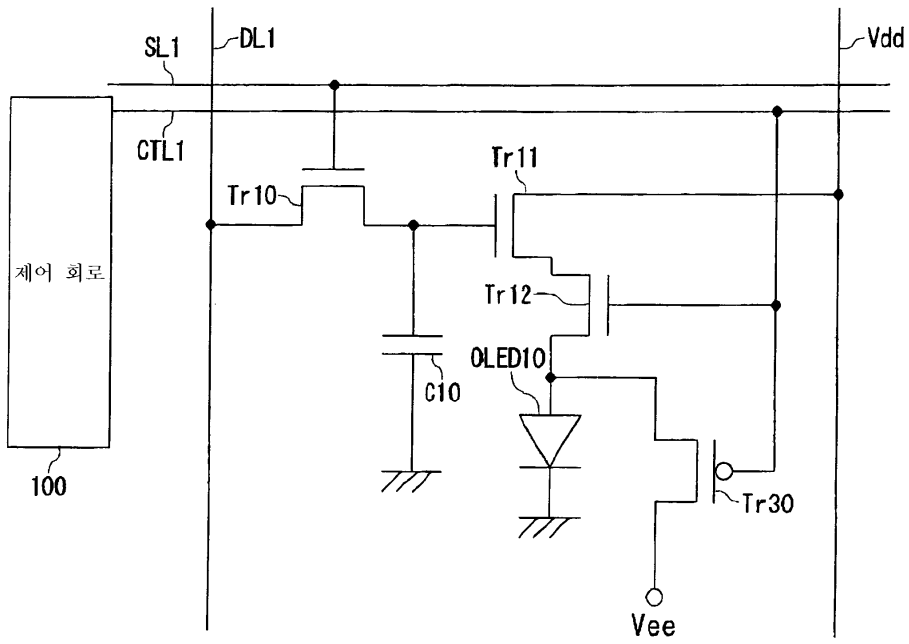 SL1
DL1
Vdd
CTL1
Tr11
Tr10
제어 회로
Tr12
OLED10
C10
100
Tr30
Vee